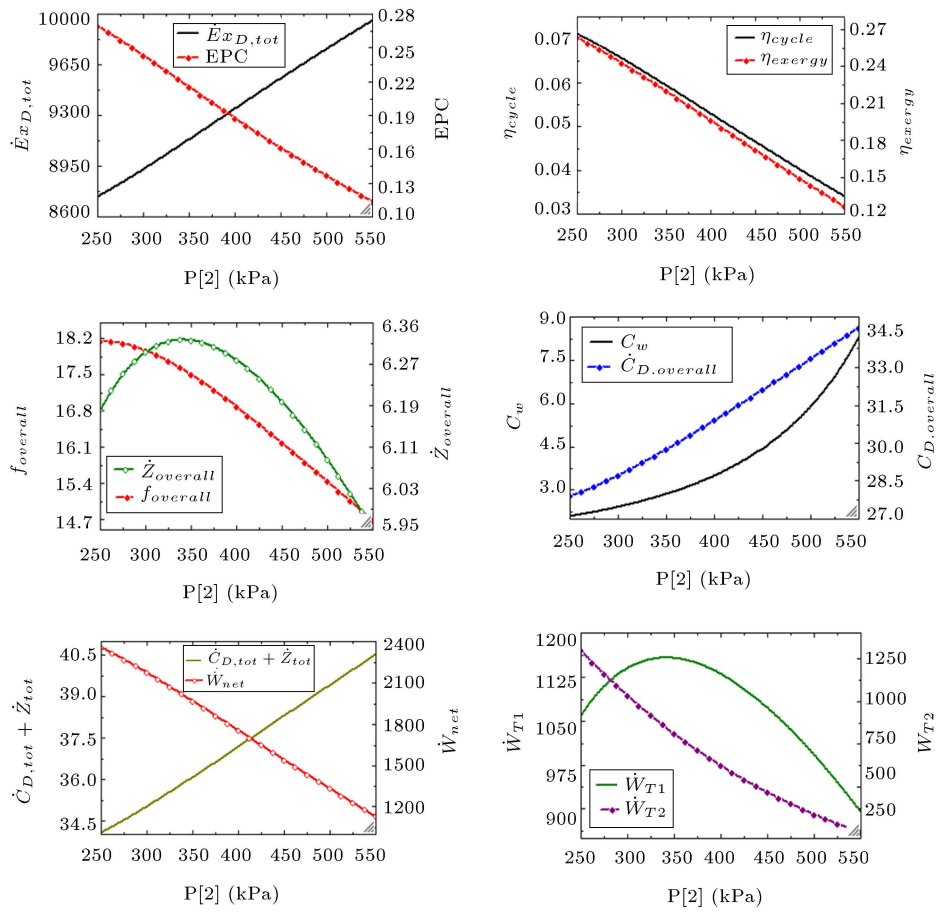 10000
9650
9300
8950
8600
Ėx_{D,tot}
Ėx_{D,tot}
EPC
0.28
0.25
0.22
0.19
0.16
0.13
0.10
EPC
250 300 350 400 450 500 550
P[2] (kPa)
0.07
0.06
0.05
0.04
0.03
η_{cycle}
η_{cycle}
η_{exergy}
0.27
0.24
0.21
0.18
0.15
0.12
η_{exergy}
250 300 350 400 450 500 550
P[2] (kPa)
18.2
17.5
16.8
16.1
15.4
14.7
f_{overall}
Ż_{overall}
f_{overall}
6.36
6.27
6.19
6.11
6.03
5.95
Ż_{overall}
250 300 350 400 450 500 550
P[2] (kPa)
9.0
7.5
6.0
4.5
3.0
C_w
C_w
Ċ_{D.overall}
34.5
33.0
31.5
30.0
28.5
27.0
C_{D.overall}
250 300 350 400 450 500 550
P[2] (kPa)
40.5
39.0
37.5
36.0
34.5
Ċ_{D,tot} + Ż_{tot}
Ċ_{D,tot} + Ż_{tot}
Ẇ_{net}
2400
2100
1800
1500
1200
Ẇ_{net}
250 300 350 400 450 500 550
P[2] (kPa)
1200
1125
1050
975
900
Ẇ_{T1}
Ẇ_{T1}
Ẇ_{T2}
1250
1000
750
500
250
Ẇ_{T2}
250 300 350 400 450 500 550
P[2] (kPa)